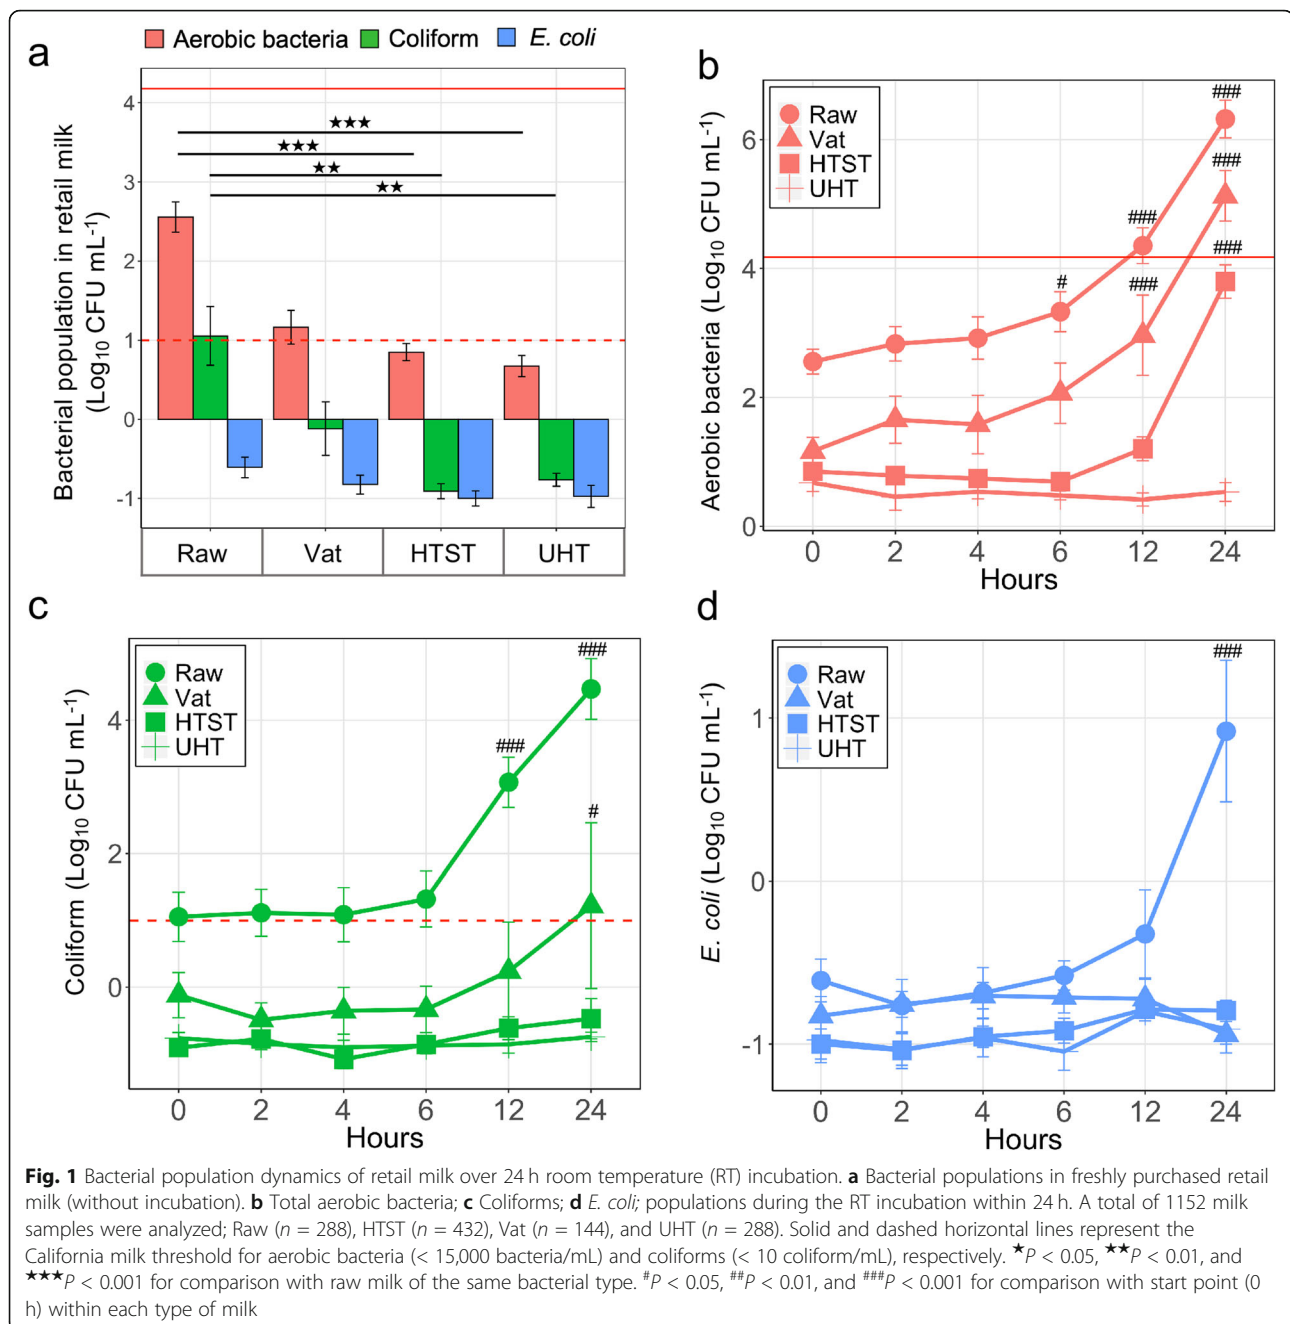 a
Aerobic bacteria Coliform E. coli
Bacterial population in retail milk
(Log10 CFU mL-1)
4
3
2
1
0
-1
★★★
★★★
★★
★★
Raw Vat HTST UHT
b
Aerobic bacteria (Log10 CFU mL-1)
Raw
Vat
HTST
UHT
6
4
2
0
###
###
###
###
###
#
0 2 4 6 12 24
Hours
c
Coliform (Log10 CFU mL-1)
Raw
Vat
HTST
UHT
4
2
0
###
###
#
0 2 4 6 12 24
Hours
d
E. coli (Log10 CFU mL-1)
Raw
Vat
HTST
UHT
1
0
-1
###
0 2 4 6 12 24
Hours
Fig. 1 Bacterial population dynamics of retail milk over 24 h room temperature (RT) incubation. a Bacterial populations in freshly purchased retail
milk (without incubation). b Total aerobic bacteria; c Coliforms; d E. coli; populations during the RT incubation within 24 h. A total of 1152 milk
samples were analyzed; Raw (n = 288), HTST (n = 432), Vat (n = 144), and UHT (n = 288). Solid and dashed horizontal lines represent the
California milk threshold for aerobic bacteria (< 15,000 bacteria/mL) and coliforms (< 10 coliform/mL), respectively. ★P < 0.05, ★★P < 0.01, and
★★★P < 0.001 for comparison with raw milk of the same bacterial type. #P < 0.05, ##P < 0.01, and ###P < 0.001 for comparison with start point (0
h) within each type of milk